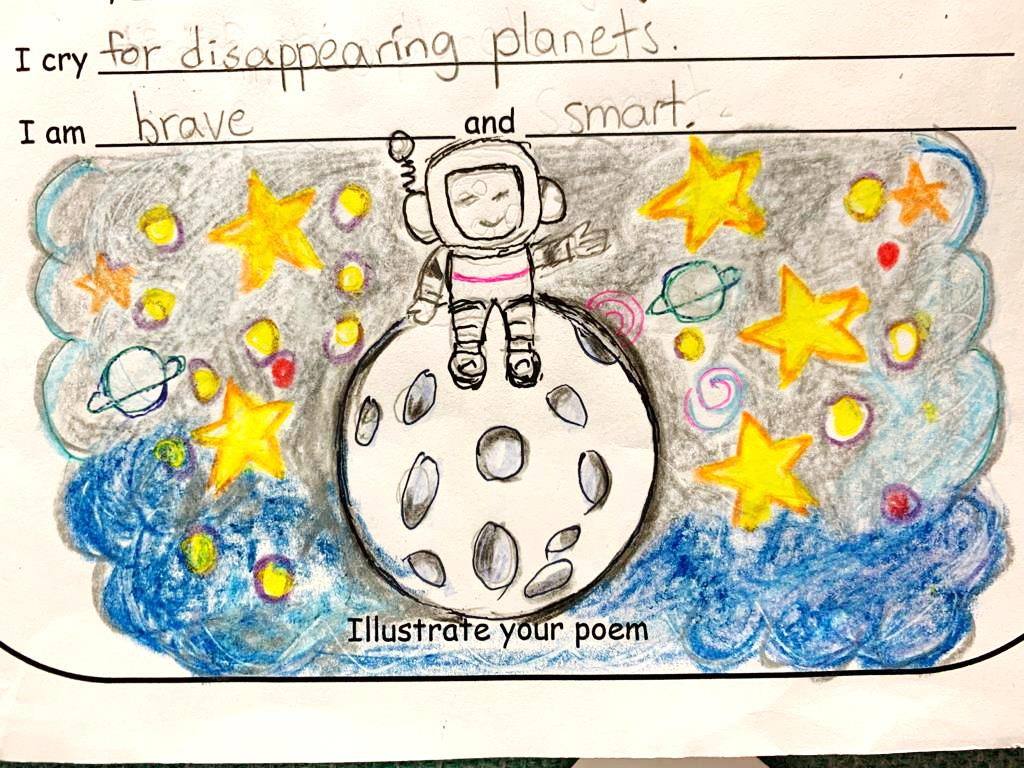 I cry for disappearing planets.
I am brave and smart.
Illustrate your poem